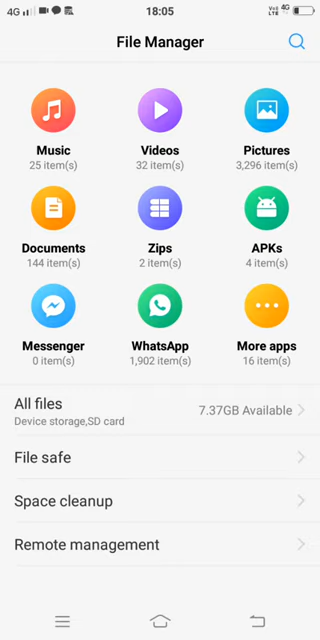 4G 18:05 VoLTE 4G
File Manager
Music Videos Pictures
25 item(s) 32 item(s) 3,296 item(s)
Documents Zips APKs
144 item(s) 2 item(s) 4 item(s)
Messenger WhatsApp More apps
0 item(s) 1,902 item(s) 16 item(s)
All files 7.37GB Available
Device storage,SD card
File safe
Space cleanup
Remote management